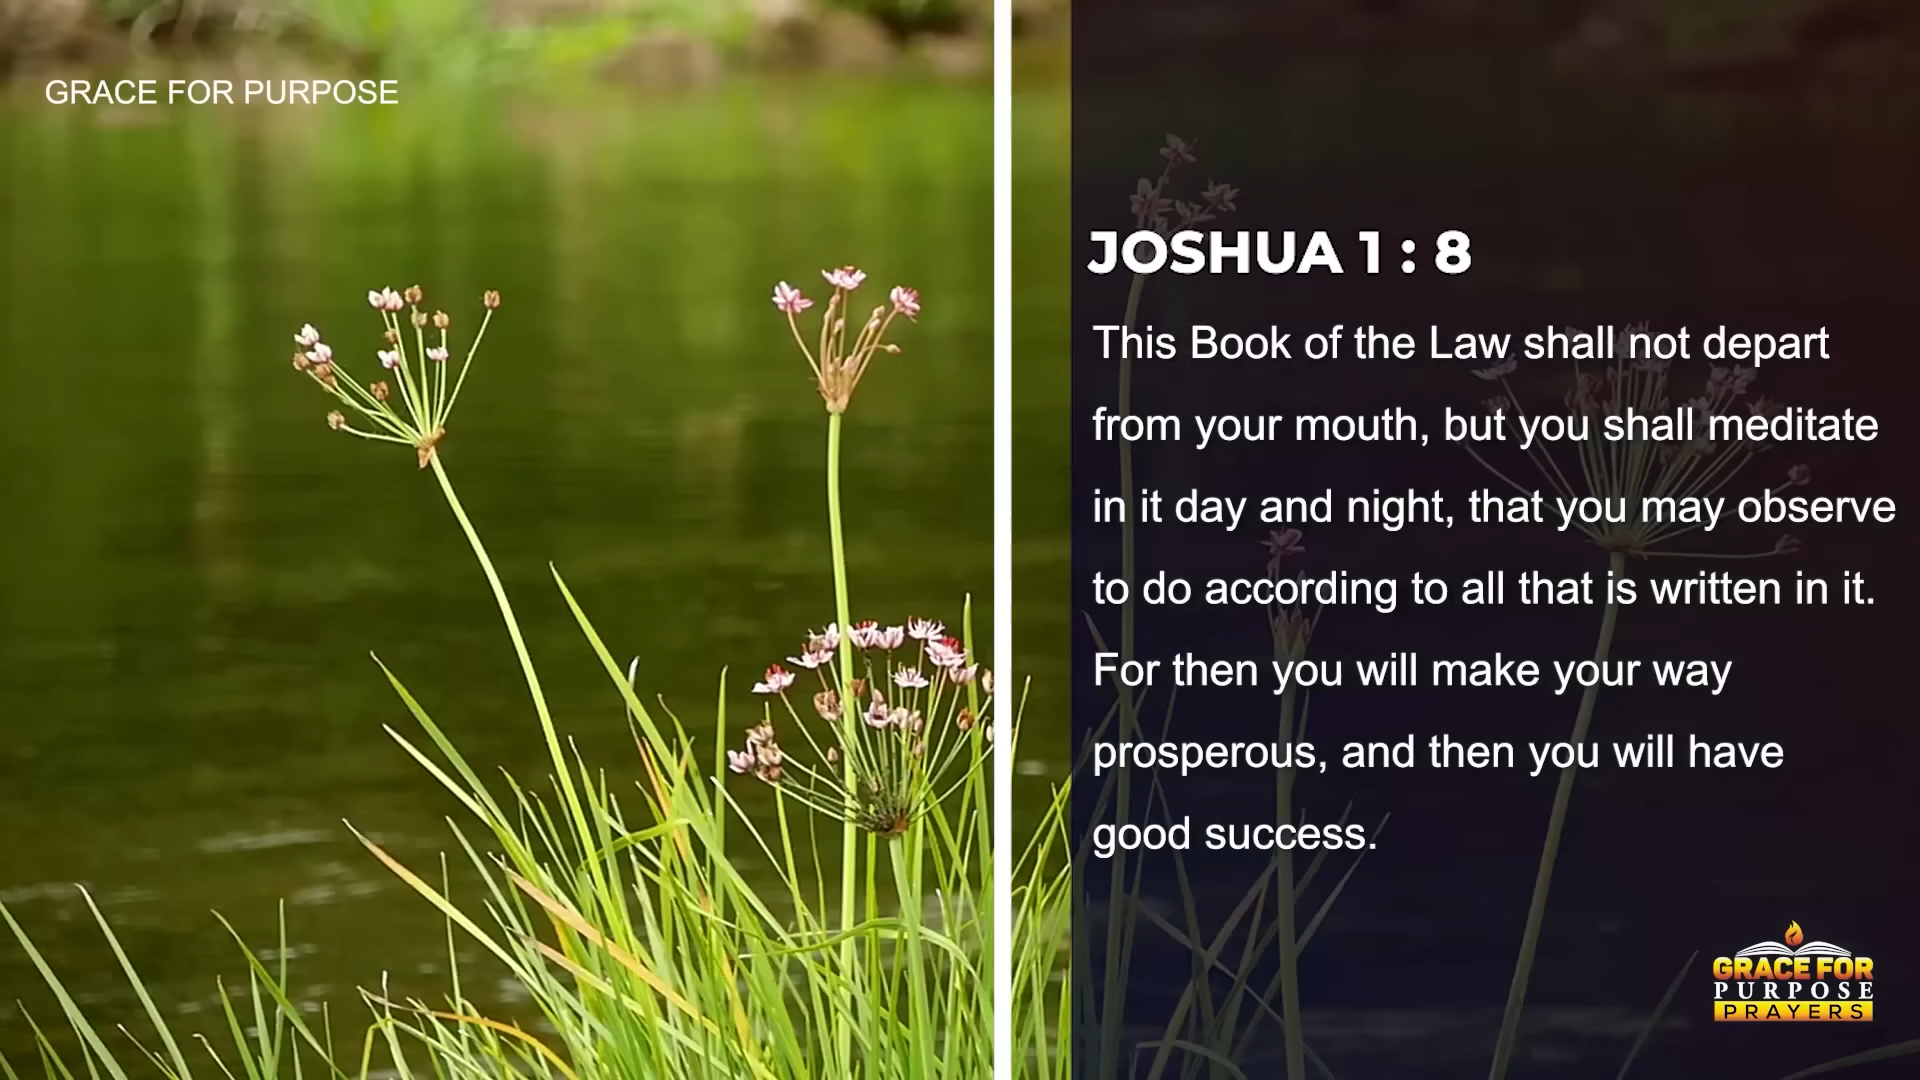 GRACE FOR PURPOSE
JOSHUA 1 : 8
This Book of the Law shall not depart
from your mouth, but you shall meditate
in it day and night, that you may observe
to do according to all that is written in it.
For then you will make your way
prosperous, and then you will have
good success.
GRACE FOR
PURPOSE
PRAYERS